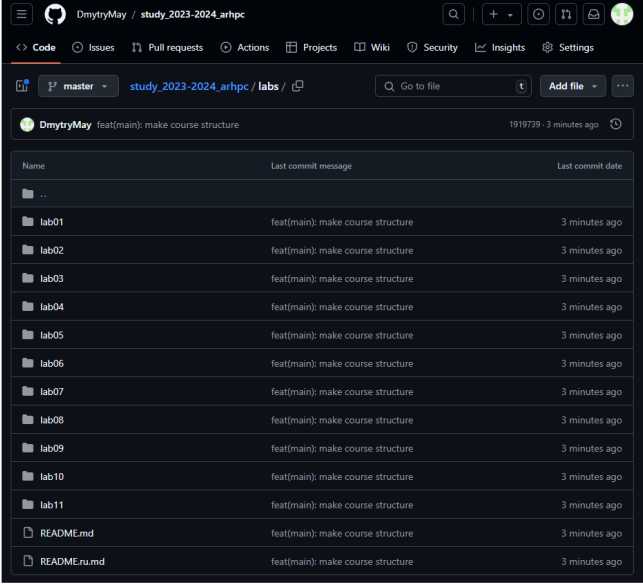 DmytryMay / study_2023-2024_arhpc
Code Issues Pull requests Actions Projects Wiki Security Insights Settings
master study_2023-2024_arhpc / labs / Go to file t Add file
DmytryMay feat(main): make course structure 1919739 · 3 minutes ago
Name Last commit message Last commit date
..
lab01 feat(main): make course structure 3 minutes ago
lab02 feat(main): make course structure 3 minutes ago
lab03 feat(main): make course structure 3 minutes ago
lab04 feat(main): make course structure 3 minutes ago
lab05 feat(main): make course structure 3 minutes ago
lab06 feat(main): make course structure 3 minutes ago
lab07 feat(main): make course structure 3 minutes ago
lab08 feat(main): make course structure 3 minutes ago
lab09 feat(main): make course structure 3 minutes ago
lab10 feat(main): make course structure 3 minutes ago
lab11 feat(main): make course structure 3 minutes ago
README.md feat(main): make course structure 3 minutes ago
README.ru.md feat(main): make course structure 3 minutes ago